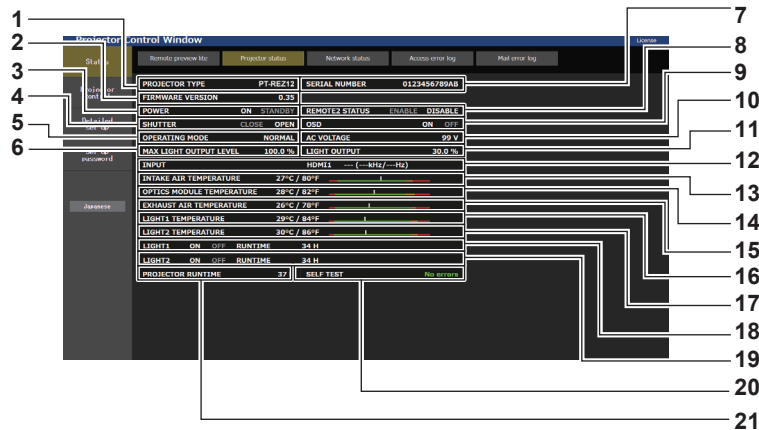 Projector Control Window
License
Status
Remote preview lite
Projector status
Network status
Access error log
Mail error log
Projector control
Detailed set up
Set up password
Japanese
PROJECTOR TYPE PT-REZ12 SERIAL NUMBER 0123456789AB
FIRMWARE VERSION 0.35
POWER ON STANDBY REMOTE2 STATUS ENABLE DISABLE
SHUTTER CLOSE OPEN OSD ON OFF
OPERATING MODE NORMAL AC VOLTAGE 99 V
MAX LIGHT OUTPUT LEVEL 100.0 % LIGHT OUTPUT 30.0 %
INPUT HDMI1 --- (---kHz/---Hz)
INTAKE AIR TEMPERATURE 27°C / 80°F
OPTICS MODULE TEMPERATURE 28°C / 82°F
EXHAUST AIR TEMPERATURE 26°C / 78°F
LIGHT1 TEMPERATURE 29°C / 84°F
LIGHT2 TEMPERATURE 30°C / 86°F
LIGHT1 ON OFF RUNTIME 34 H
LIGHT2 ON OFF RUNTIME 34 H
PROJECTOR RUNTIME 37 SELF TEST No errors
1
2
3
4
5
6
7
8
9
10
11
12
13
14
15
16
17
18
19
20
21